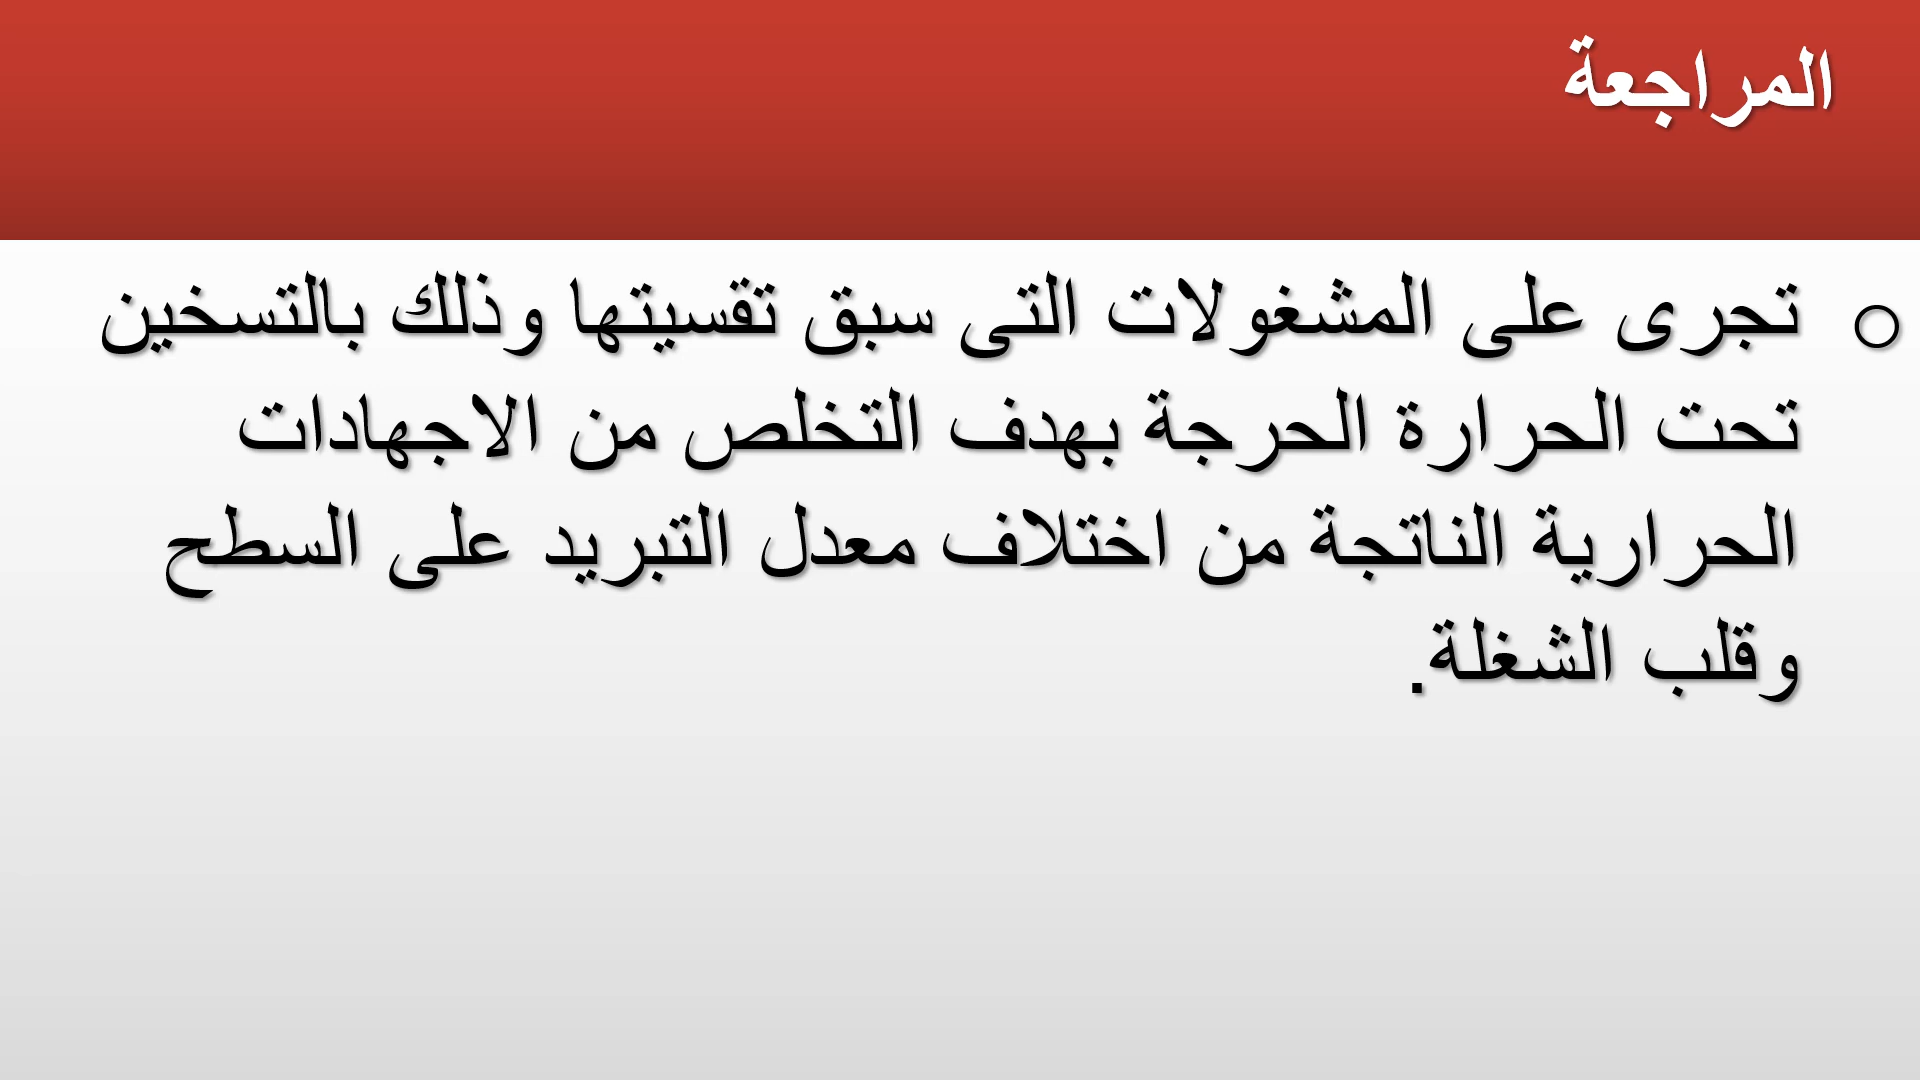 المراجعة
o تجرى على المشغولات التى سبق تقسيتها وذلك بالتسخين
تحت الحرارة الحرجة بهدف التخلص من الاجهادات
الحرارية الناتجة من اختلاف معدل التبريد على السطح
وقلب الشغلة.